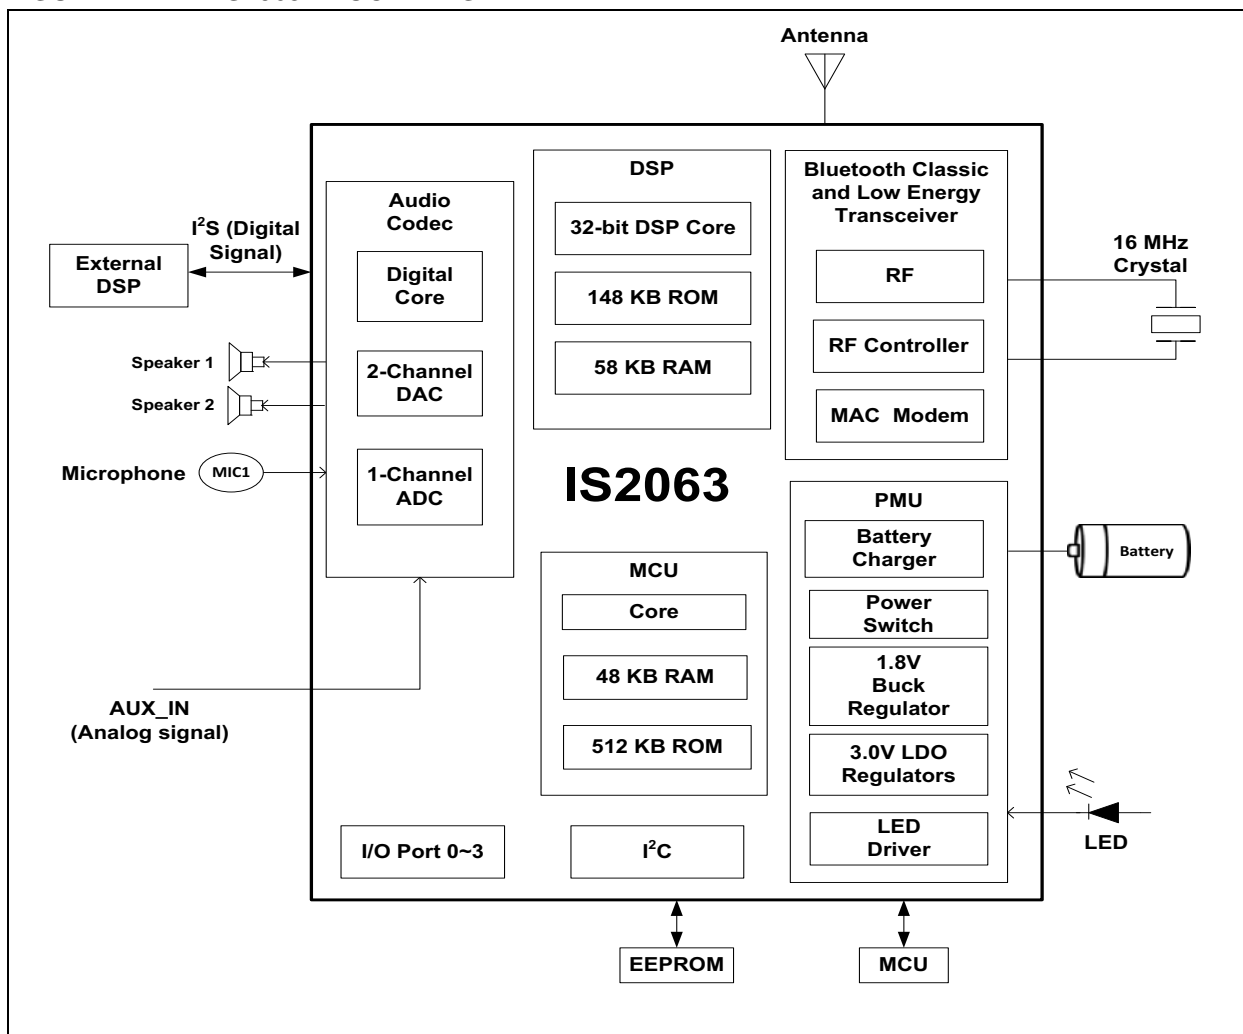 Antenna
DSP
32-bit DSP Core
148 KB ROM
58 KB RAM
Bluetooth Classic
and Low Energy
Transceiver
RF
RF Controller
MAC Modem
16 MHz
Crystal
Audio
Codec
Digital
Core
2-Channel
DAC
1-Channel
ADC
I²S (Digital
Signal)
External
DSP
Speaker 1
Speaker 2
Microphone
MIC1
IS2063
PMU
Battery
Charger
Power
Switch
1.8V
Buck
Regulator
3.0V LDO
Regulators
LED
Driver
Battery
LED
MCU
Core
48 KB RAM
512 KB ROM
AUX_IN
(Analog signal)
I/O Port 0~3
I²C
EEPROM
MCU